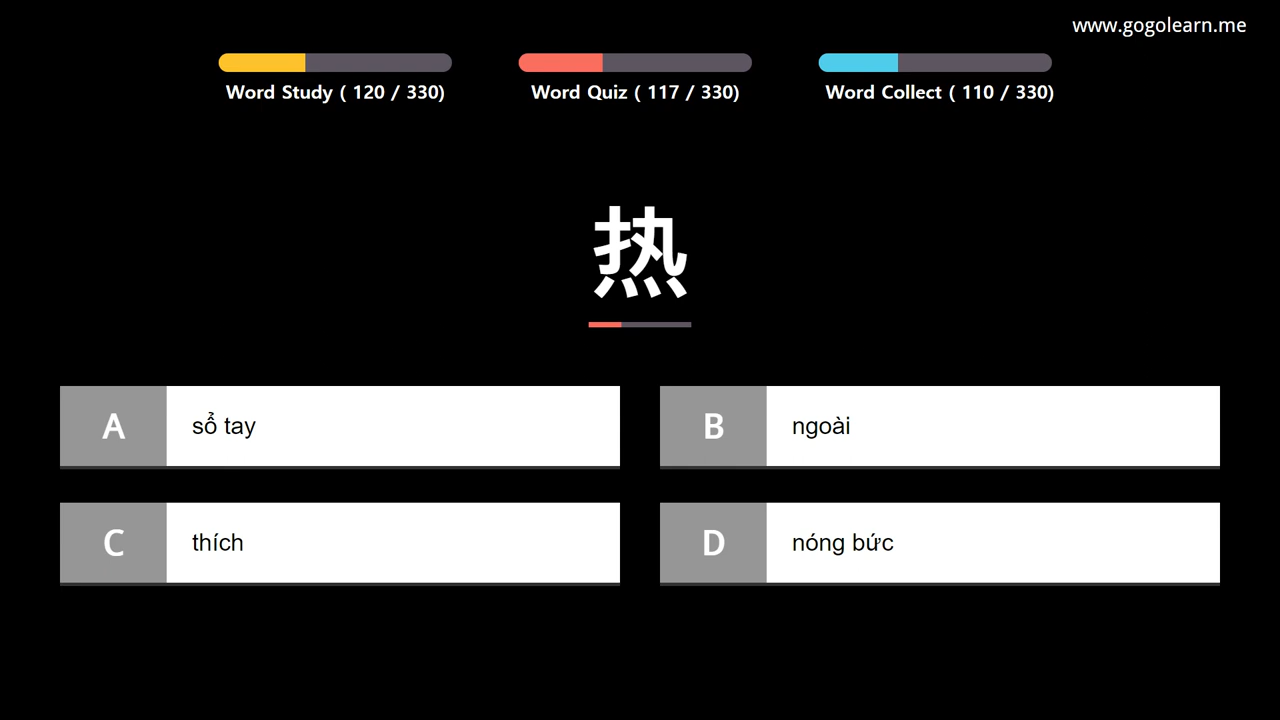 www.gogolearn.me
Word Study ( 120 / 330)
Word Quiz ( 117 / 330)
Word Collect ( 110 / 330)
热
A sổ tay
B ngoài
C thích
D nóng bức